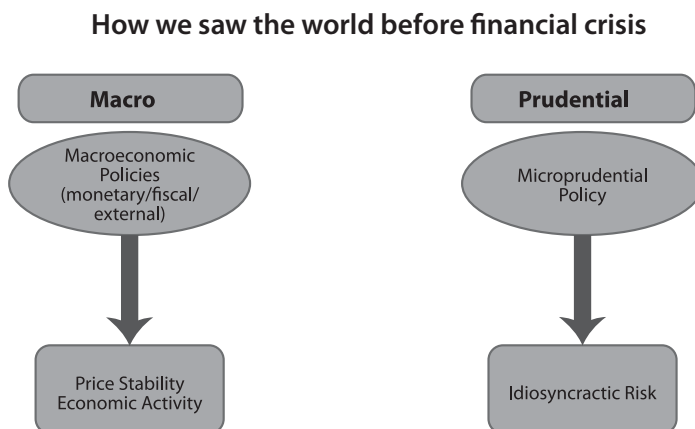 How we saw the world before financial crisis
Macro
Macroeconomic
Policies
(monetary/fiscal/
external)
Price Stability
Economic Activity
Prudential
Microprudential
Policy
Idiosyncractic Risk